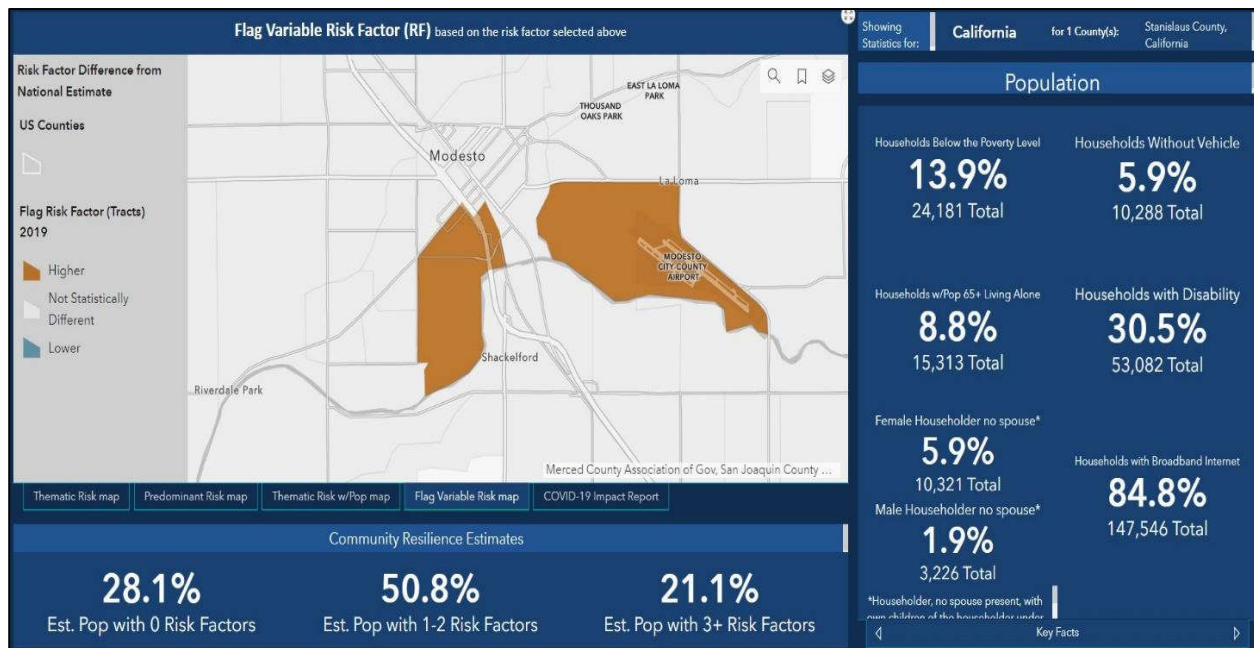 Flag Variable Risk Factor (RF) based on the risk factor selected above
Showing
Statistics for:
California
for 1 County(s):
Stanislaus County,
California
Risk Factor Difference from
National Estimate
US Counties
Flag Risk Factor (Tracts)
2019
Higher
Not Statistically
Different
Lower
EAST LA LOMA
PARK
THOUSAND
OAKS PARK
Modesto
La Loma
MODESTO
CITY-COUNTY
AIRPORT
Shackelford
Riverdale Park
Merced County Association of Gov, San Joaquin County ...
Thematic Risk map
Predominant Risk map
Thematic Risk w/Pop map
Flag Variable Risk map
COVID-19 Impact Report
Community Resilience Estimates
28.1%
Est. Pop with 0 Risk Factors
50.8%
Est. Pop with 1-2 Risk Factors
21.1%
Est. Pop with 3+ Risk Factors
Population
Households Below the Poverty Level
13.9%
24,181 Total
Households Without Vehicle
5.9%
10,288 Total
Households w/Pop 65+ Living Alone
8.8%
15,313 Total
Households with Disability
30.5%
53,082 Total
Female Householder no spouse*
5.9%
10,321 Total
Male Householder no spouse*
1.9%
3,226 Total
Households with Broadband Internet
84.8%
147,546 Total
*Householder, no spouse present, with
own children of the householder under
Key Facts